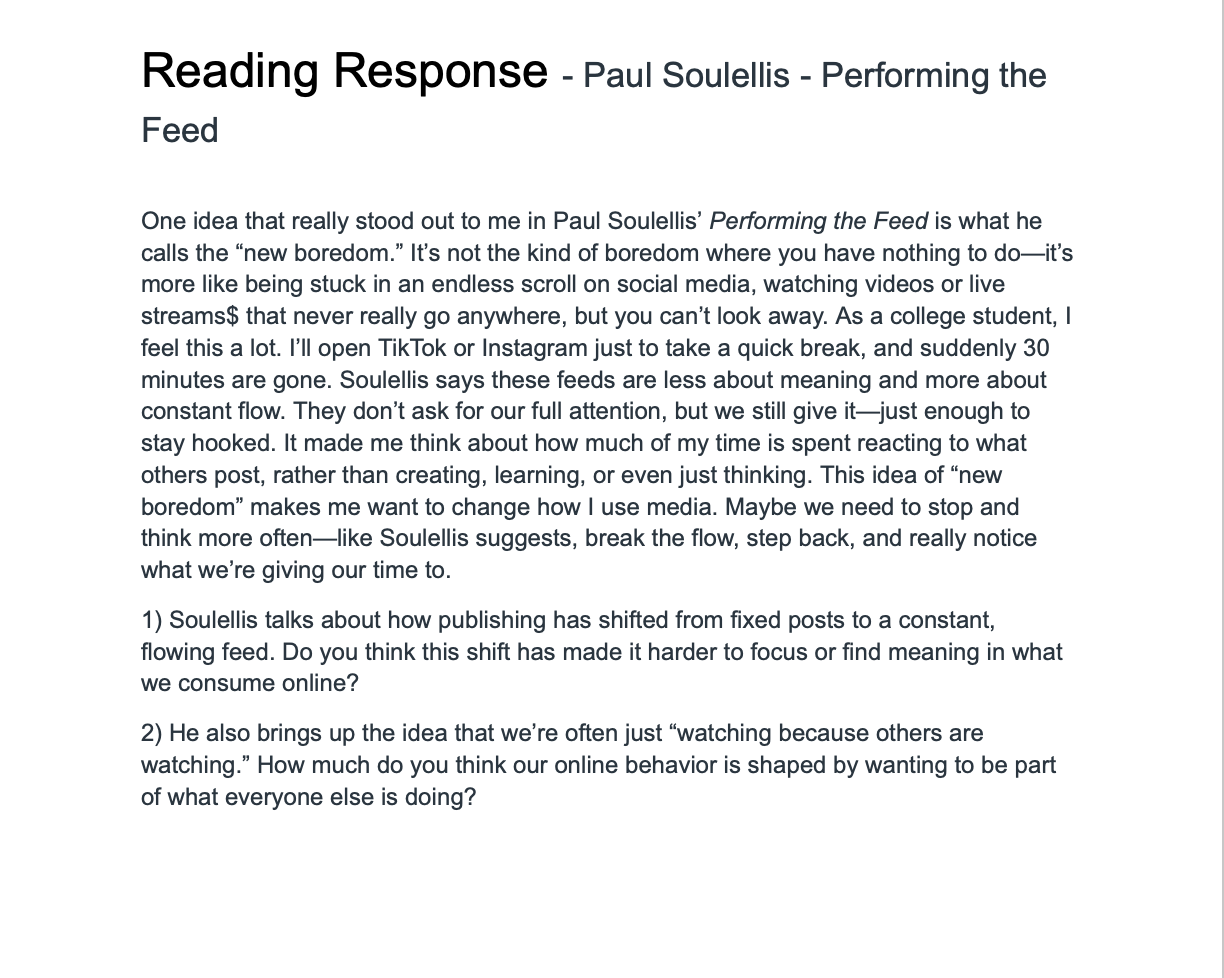 Reading Response - Paul Soulellis - Performing the
Feed
One idea that really stood out to me in Paul Soulellis’ Performing the Feed is what he
calls the “new boredom.” It’s not the kind of boredom where you have nothing to do—it’s
more like being stuck in an endless scroll on social media, watching videos or live
streams$ that never really go anywhere, but you can’t look away. As a college student, I
feel this a lot. I’ll open TikTok or Instagram just to take a quick break, and suddenly 30
minutes are gone. Soulellis says these feeds are less about meaning and more about
constant flow. They don’t ask for our full attention, but we still give it—just enough to
stay hooked. It made me think about how much of my time is spent reacting to what
others post, rather than creating, learning, or even just thinking. This idea of “new
boredom” makes me want to change how I use media. Maybe we need to stop and
think more often—like Soulellis suggests, break the flow, step back, and really notice
what we’re giving our time to.
1) Soulellis talks about how publishing has shifted from fixed posts to a constant,
flowing feed. Do you think this shift has made it harder to focus or find meaning in what
we consume online?
2) He also brings up the idea that we’re often just “watching because others are
watching.” How much do you think our online behavior is shaped by wanting to be part
of what everyone else is doing?